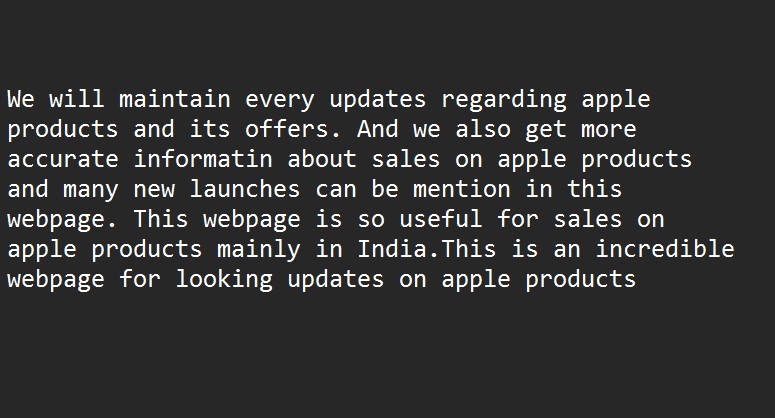 We will maintain every updates regarding apple
products and its offers. And we also get more
accurate informatin about sales on apple products
and many new launches can be mention in this
webpage. This webpage is so useful for sales on
apple products mainly in India.This is an incredible
webpage for looking updates on apple products